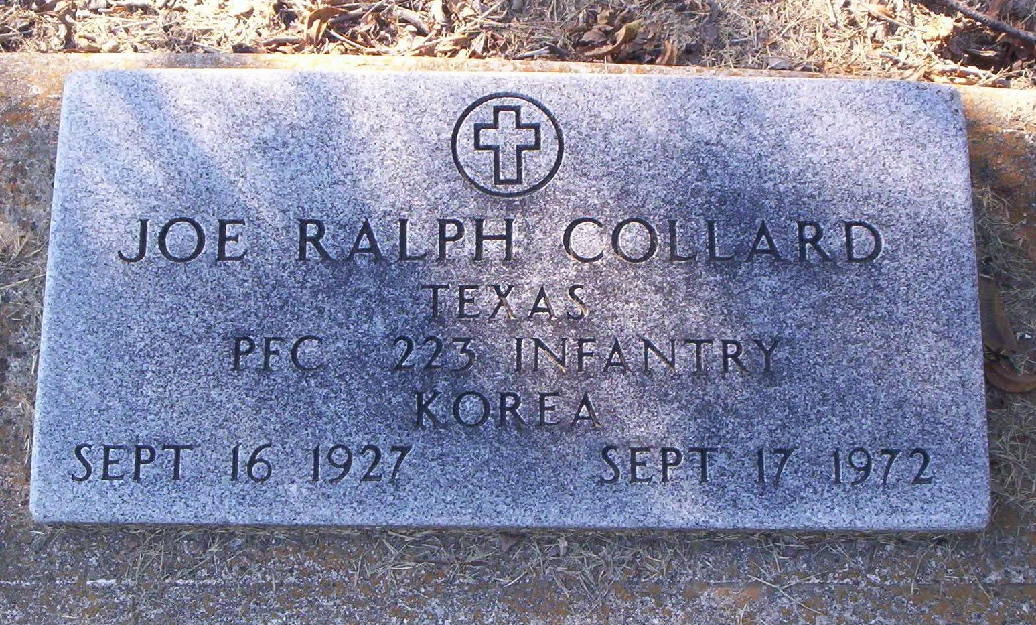 JOE RALPH COLLARD
TEXAS
PFC 223 INFANTRY
KOREA
SEPT 16 1927 SEPT 17 1972